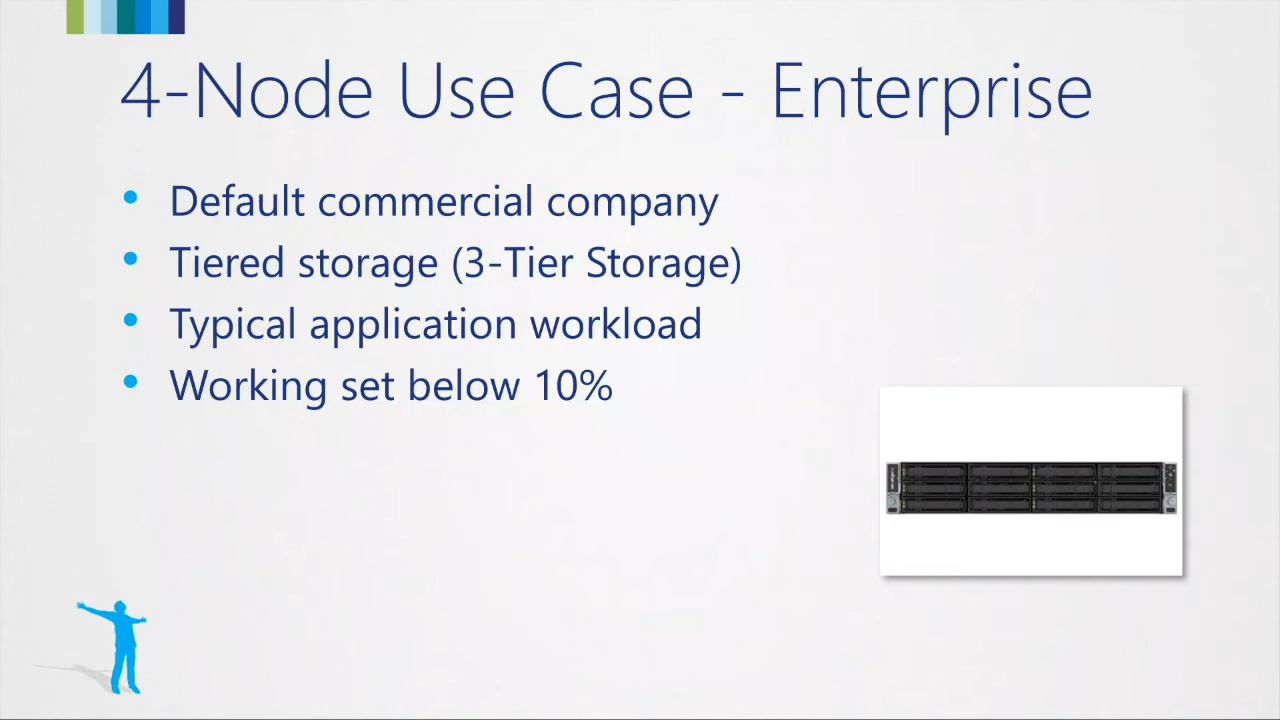 4-Node Use Case - Enterprise
• Default commercial company
• Tiered storage (3-Tier Storage)
• Typical application workload
• Working set below 10%